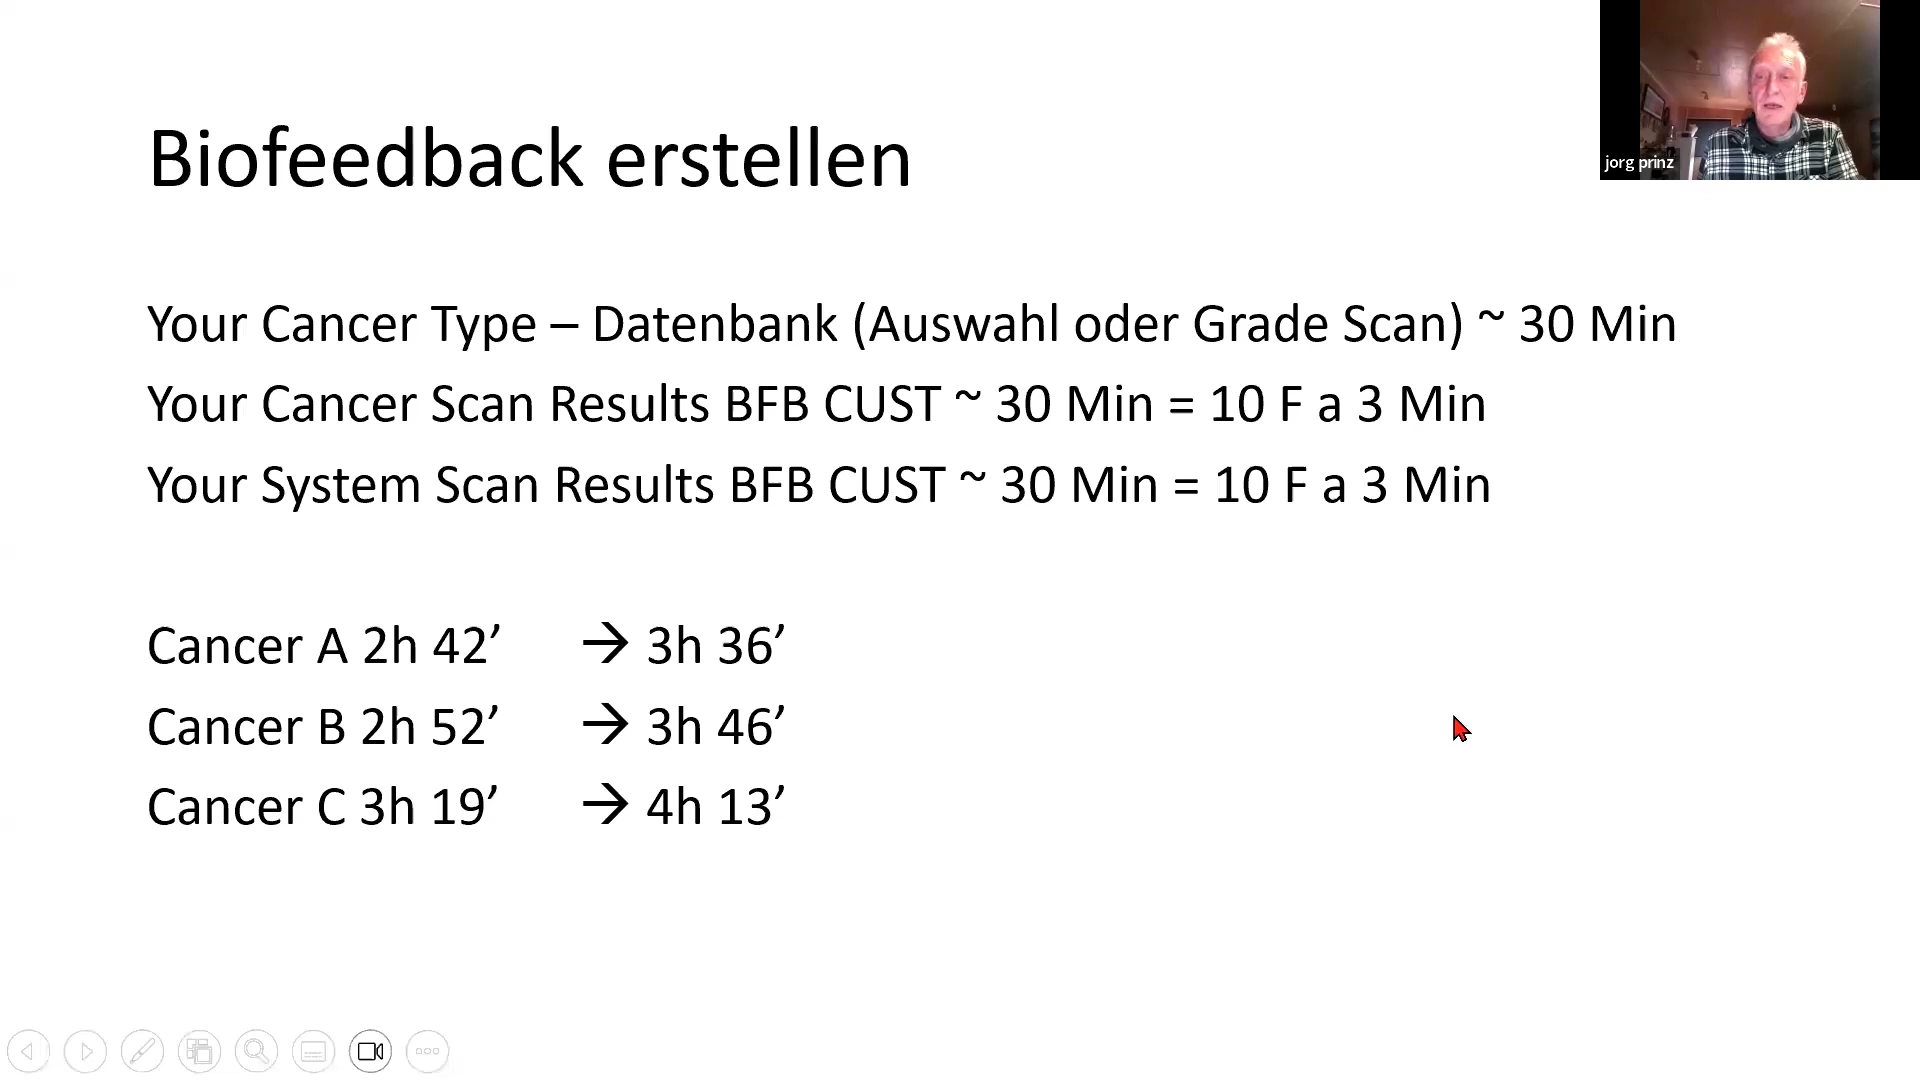 Biofeedback erstellen
jorg prinz
Your Cancer Type – Datenbank (Auswahl oder Grade Scan) ~ 30 Min
Your Cancer Scan Results BFB CUST ~ 30 Min = 10 F a 3 Min
Your System Scan Results BFB CUST ~ 30 Min = 10 F a 3 Min
Cancer A 2h 42’ → 3h 36’
Cancer B 2h 52’ → 3h 46’
Cancer C 3h 19’ → 4h 13’